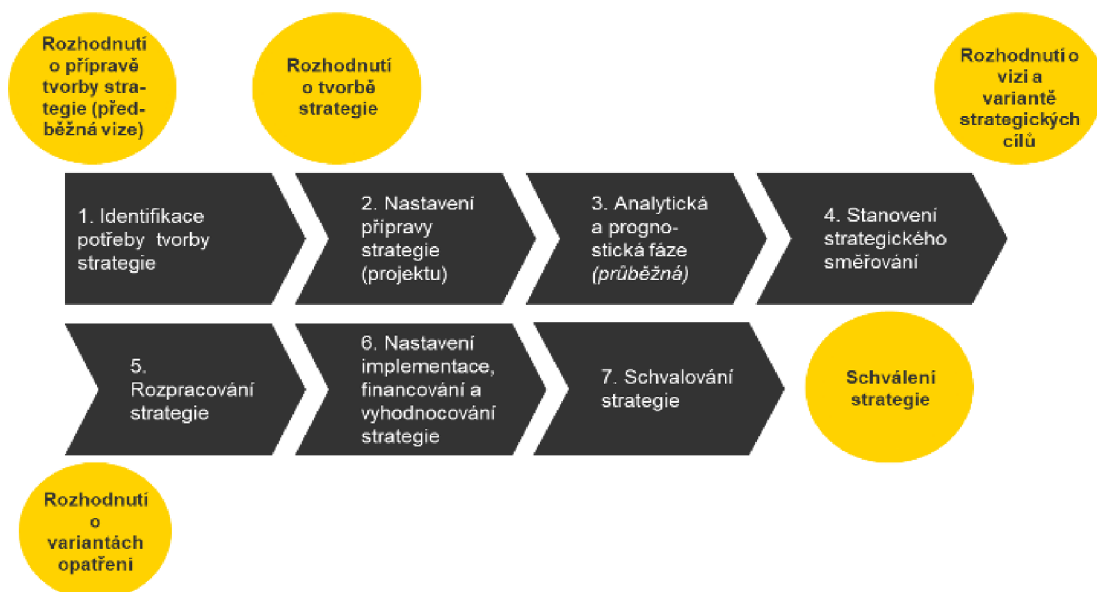 Rozhodnutí
o přípravě
tvorby stra-
tegie (před-
běžná vize)
Rozhodnutí
o tvorbě
strategie
Rozhodnutí o
vizi a
variantě
strategických
cílů
1. Identifikace
potřeby tvorby
strategie
2. Nastavení
přípravy
strategie
(projektu)
3. Analytická
a progno-
stická fáze
(průběžná)
4. Stanovení
strategického
směřování
5.
Rozpracování
strategie
6. Nastavení
implementace,
financování a
vyhodnocování
strategie
7. Schvalování
strategie
Schválení
strategie
Rozhodnutí
o
variantách
opatření